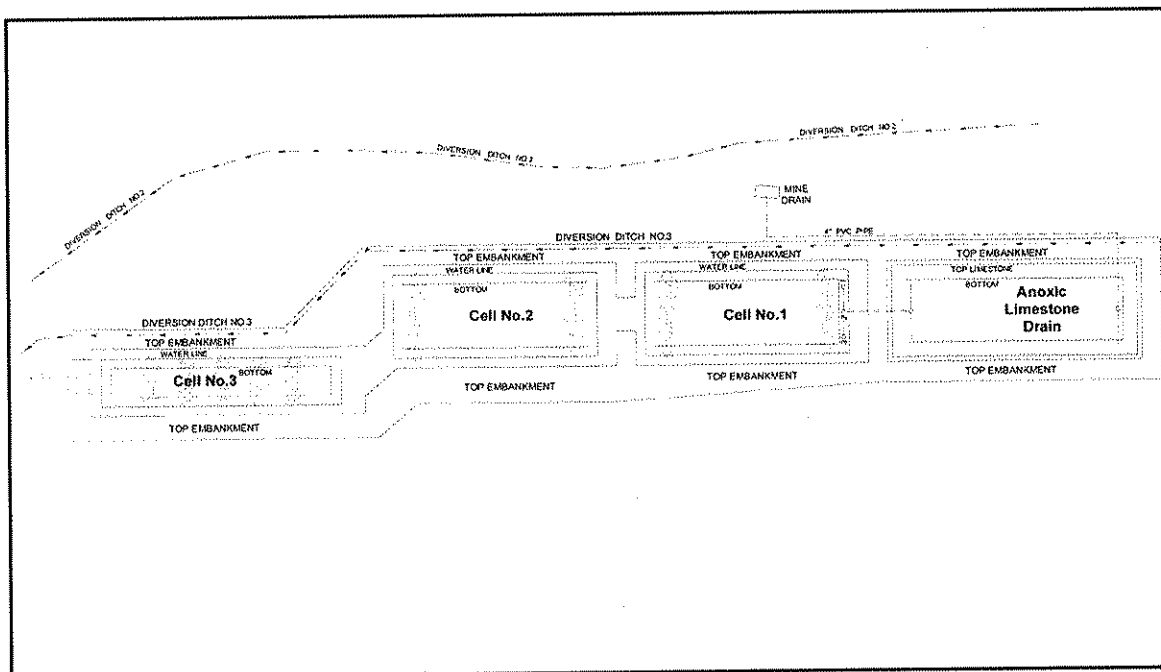 DIVERSION DITCH NO.2
DIVERSION DITCH NO.2
DIVERSION DITCH NO.2
MINE
DRAIN
4" PVC PIPE
DIVERSION DITCH NO.3
TOP EMBANKMENT
TOP EMBANKMENT
TOP EMBANKMENT
WATER LINE
WATER LINE
TOP LIMESTONE
BOTTOM
BOTTOM
BOTTOM
Cell No.2
Cell No.1
Anoxic
Limestone
Drain
DIVERSION DITCH NO.3
TOP EMBANKMENT
WATER LINE
BOTTOM
Cell No.3
TOP EMBANKMENT
TOP EMBANKMENT
TOP EMBANKMENT
TOP EMBANKMENT